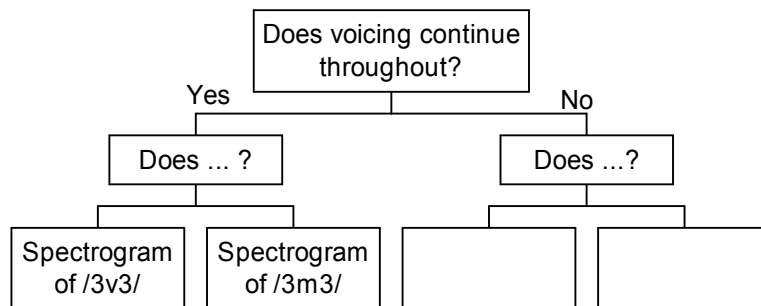 Does voicing continue
throughout?
Yes
No
Does ... ?
Does ...?
Spectrogram
of /3v3/
Spectrogram
of /3m3/